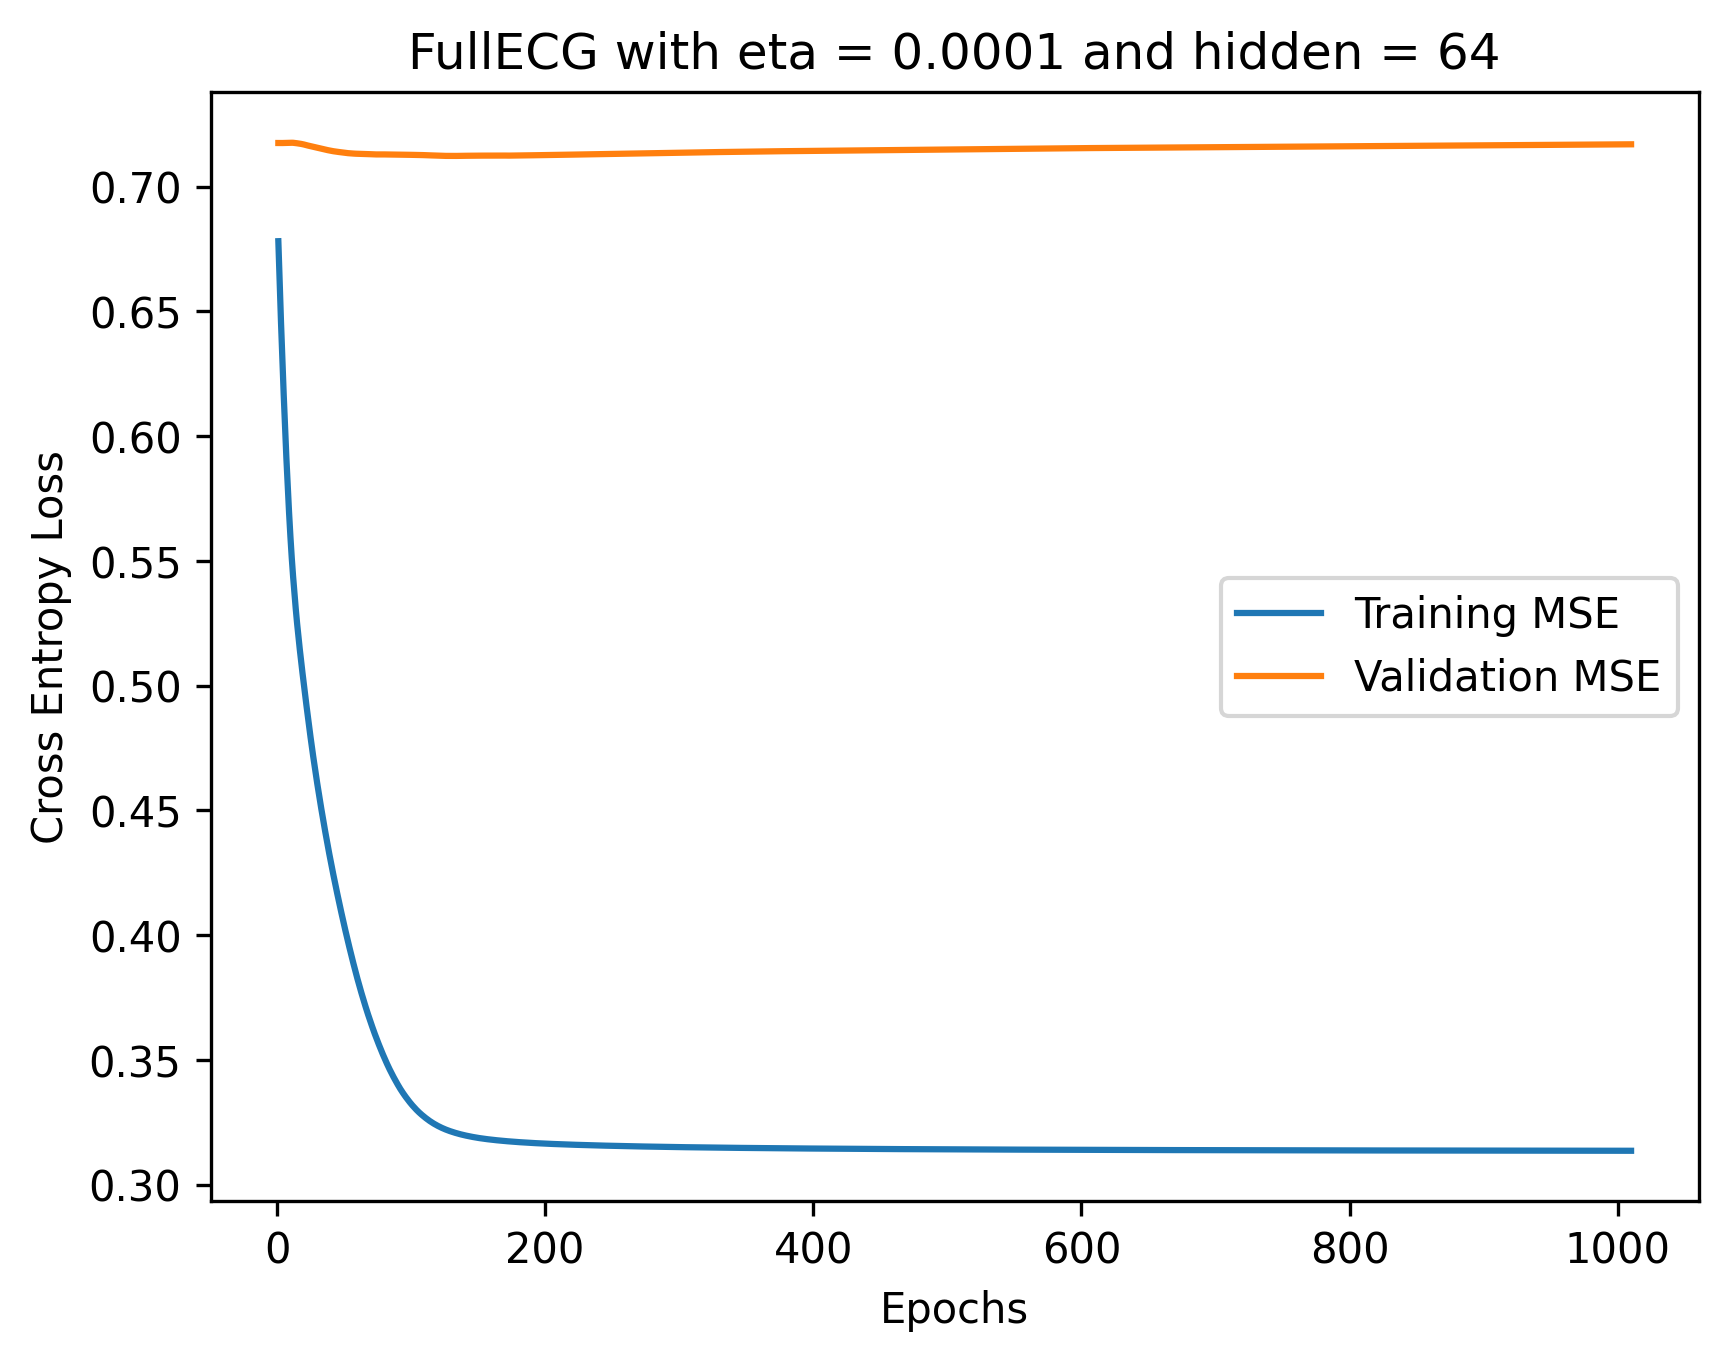 FullECG with eta = 0.0001 and hidden = 64
Cross Entropy Loss
0.70
0.65
0.60
0.55
0.50
0.45
0.40
0.35
0.30
Training MSE
Validation MSE
0 200 400 600 800 1000
Epochs